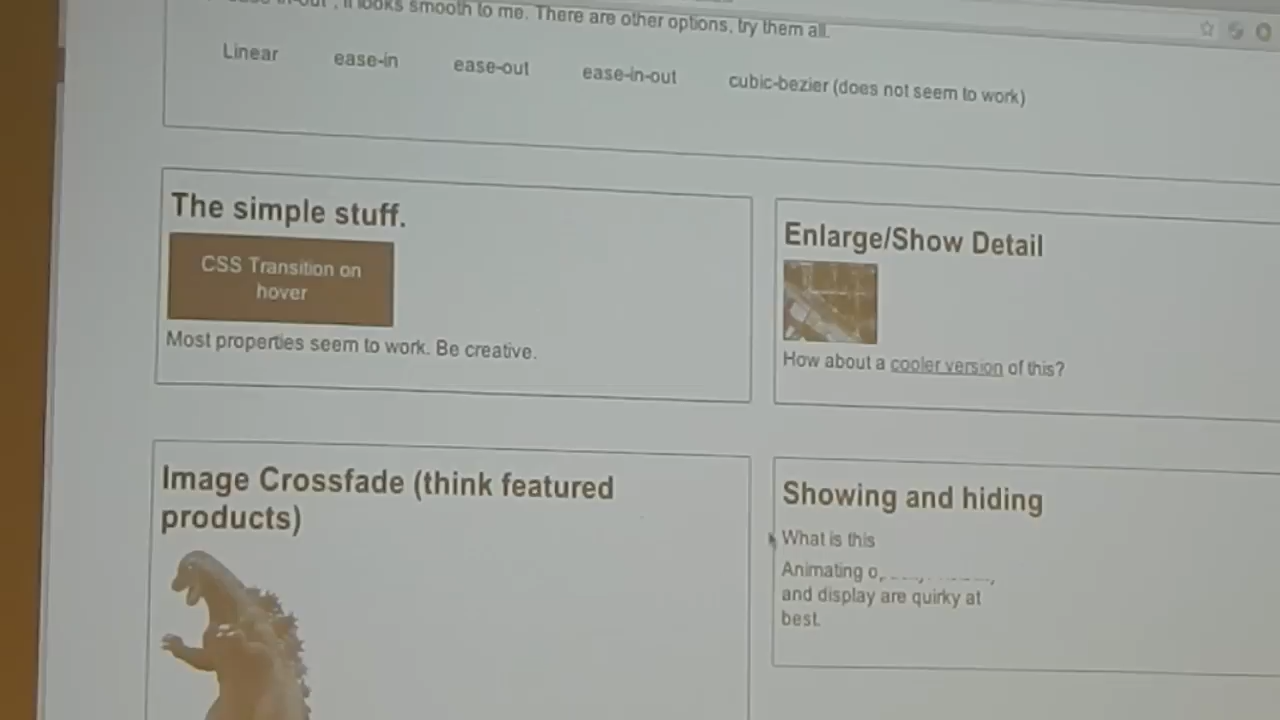 looks smooth to me. There are other options, try them all.
Linear ease-in ease-out ease-in-out cubic-bezier (does not seem to work)
The simple stuff.
CSS Transition on
hover
Most properties seem to work. Be creative.
Enlarge/Show Detail
How about a cooler version of this?
Image Crossfade (think featured
products)
Showing and hiding
What is this
Animating
and display are quirky at
best.